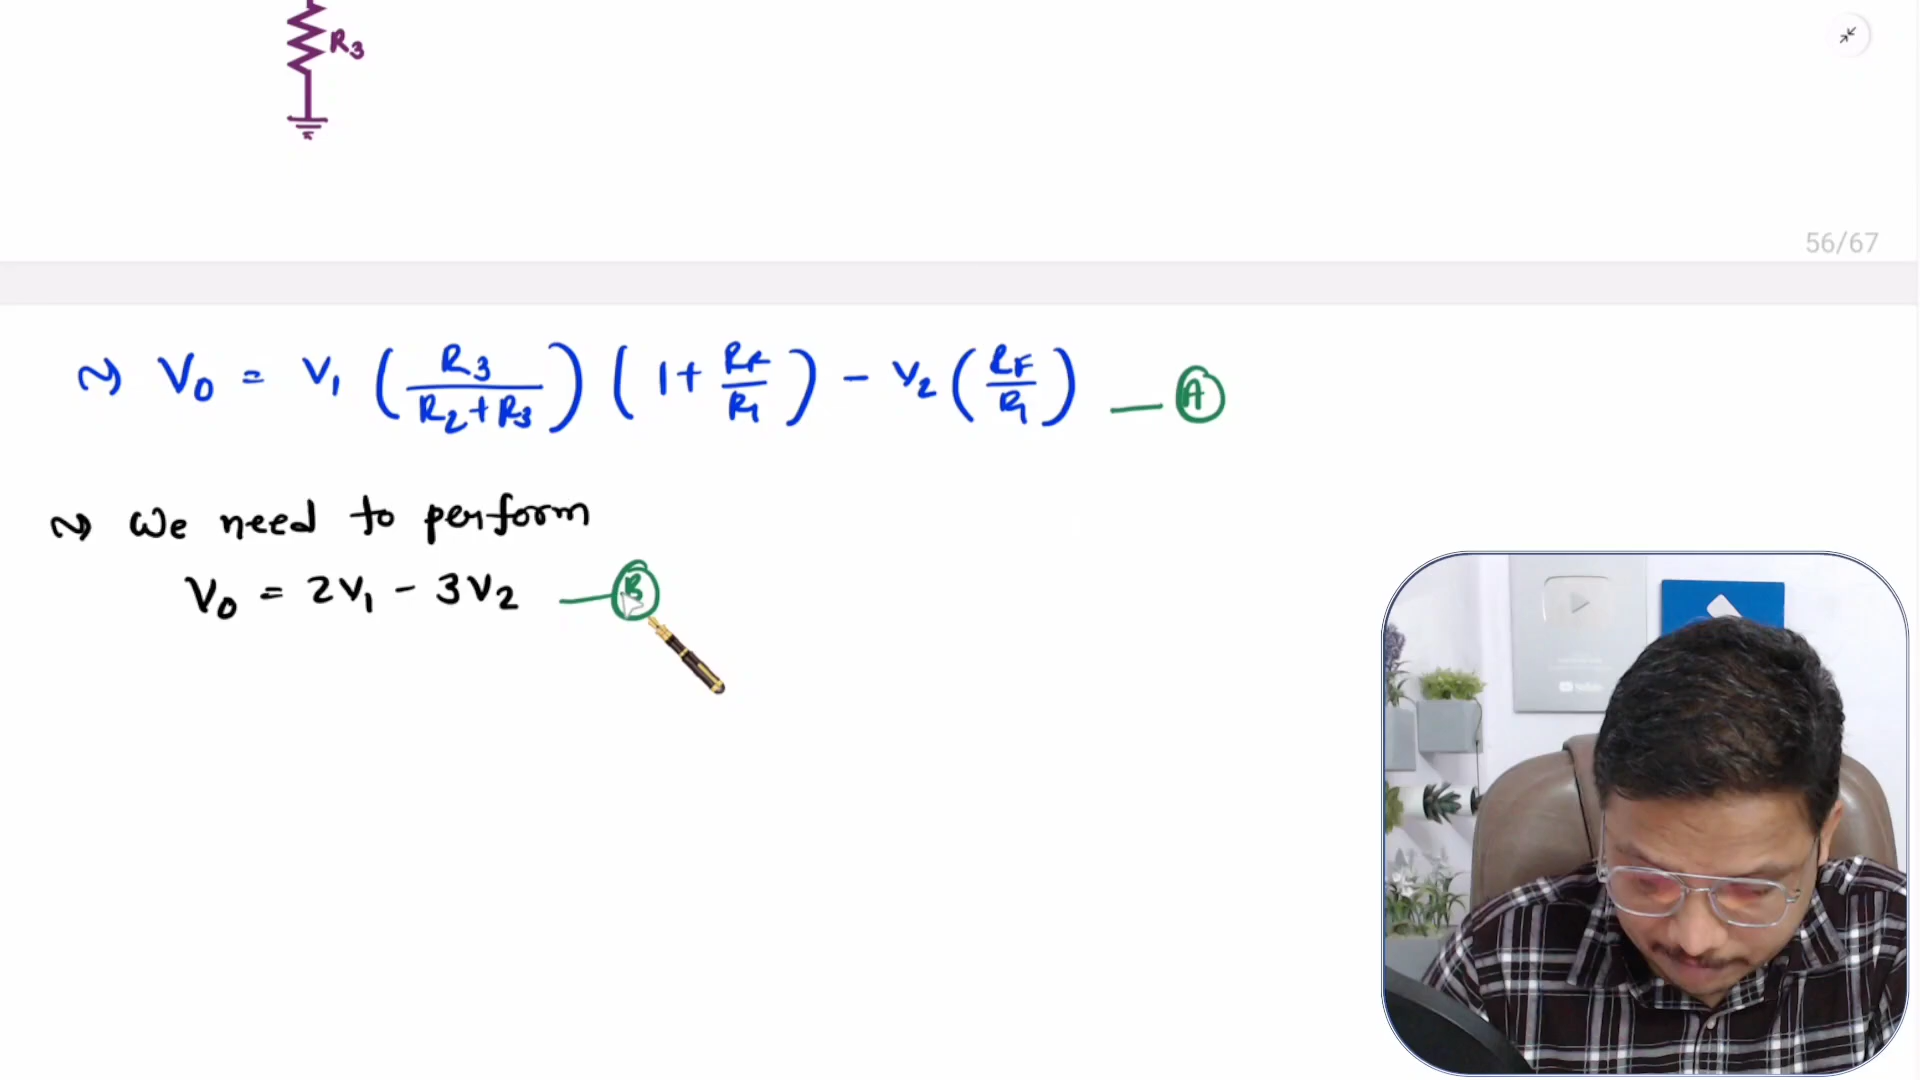 R3
56/67
~> V0 = V1 ( R3 / R2+R3 ) ( 1 + RF / R1 ) - V2 ( RF / R1 ) — A
~> We need to perform
V0 = 2V1 - 3V2 — B